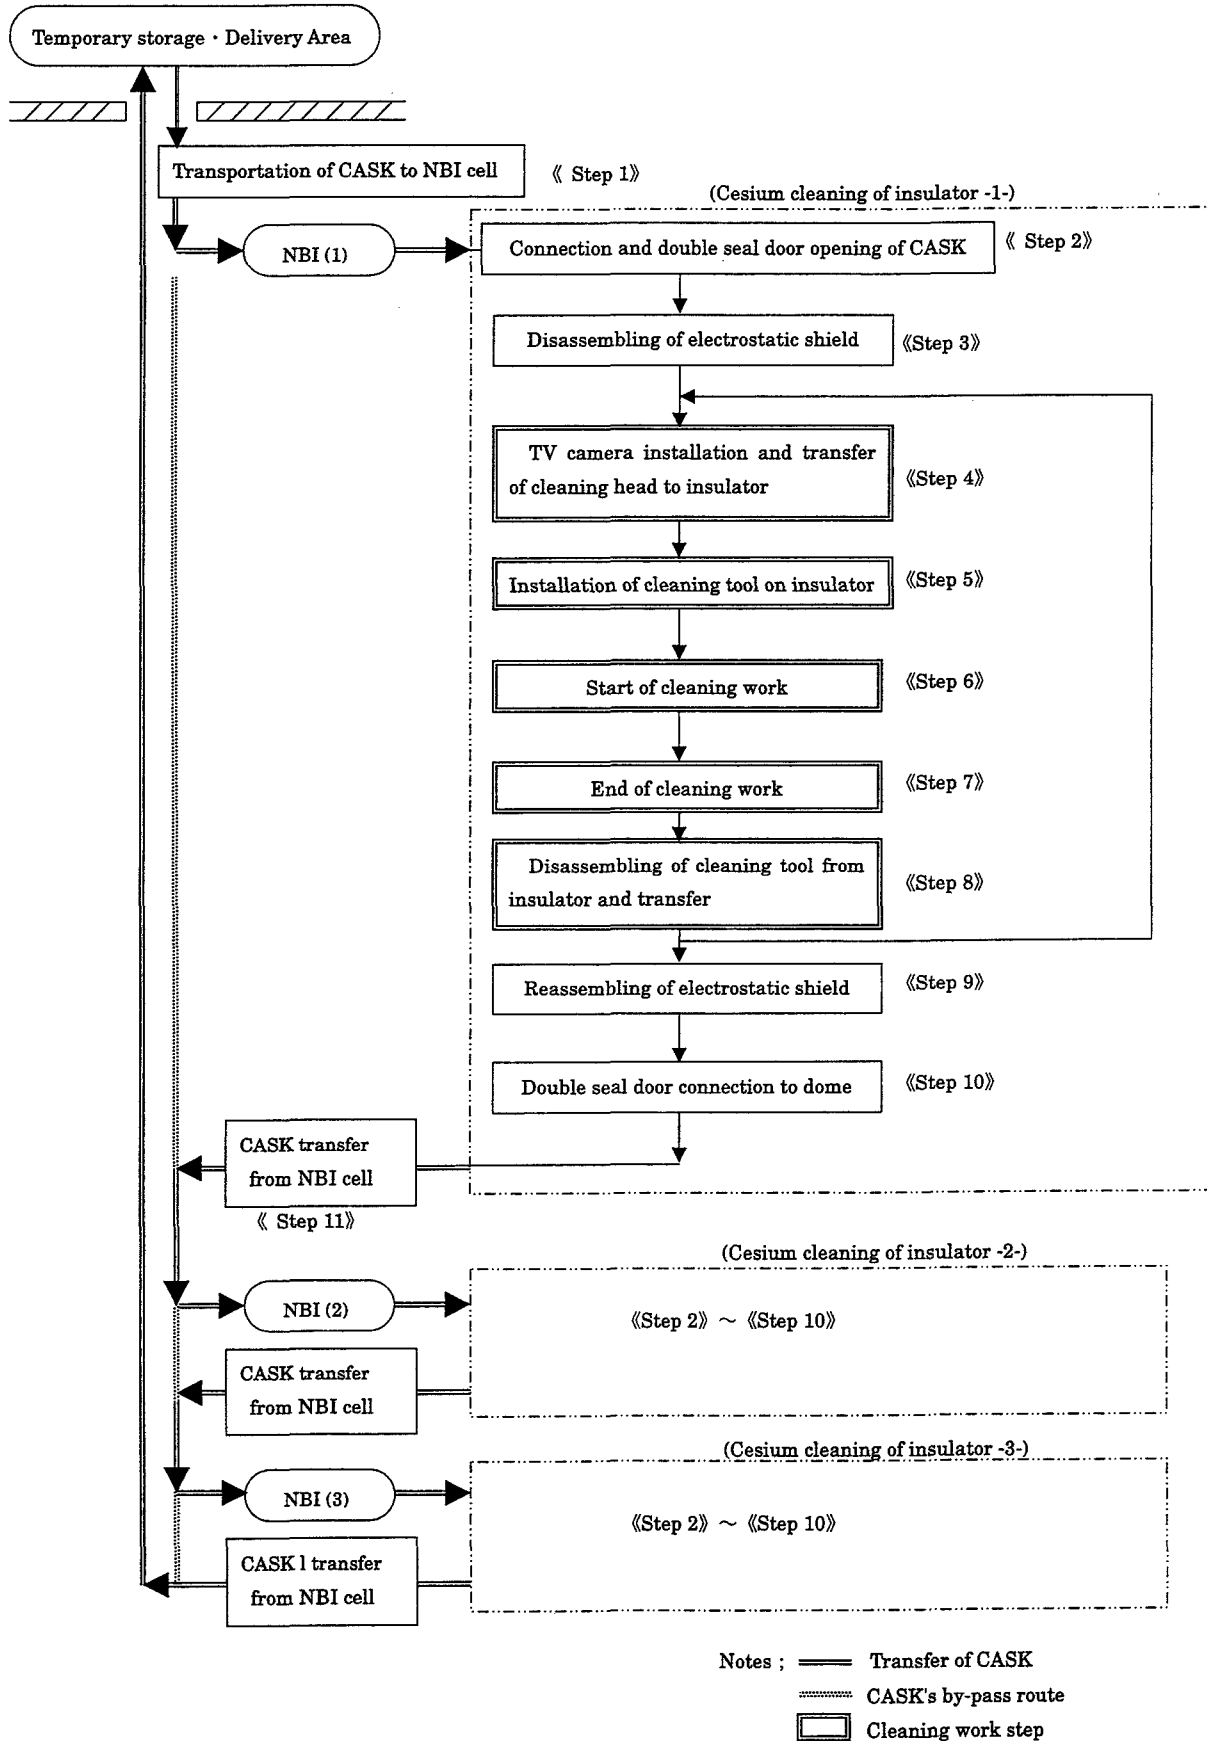 Temporary storage・Delivery Area
Transportation of CASK to NBI cell
《 Step 1》
(Cesium cleaning of insulator -1-)
NBI (1)
Connection and double seal door opening of CASK
《 Step 2》
Disassembling of electrostatic shield
《Step 3》
TV camera installation and transfer
of cleaning head to insulator
《Step 4》
Installation of cleaning tool on insulator
《Step 5》
Start of cleaning work
《Step 6》
End of cleaning work
《Step 7》
Disassembling of cleaning tool from
insulator and transfer
《Step 8》
Reassembling of electrostatic shield
《Step 9》
Double seal door connection to dome
《Step 10》
CASK transfer
from NBI cell
《 Step 11》
(Cesium cleaning of insulator -2-)
NBI (2)
《Step 2》 ～ 《Step 10》
CASK transfer
from NBI cell
(Cesium cleaning of insulator -3-)
NBI (3)
《Step 2》 ～ 《Step 10》
CASK l transfer
from NBI cell
Notes ; Transfer of CASK
CASK's by-pass route
Cleaning work step